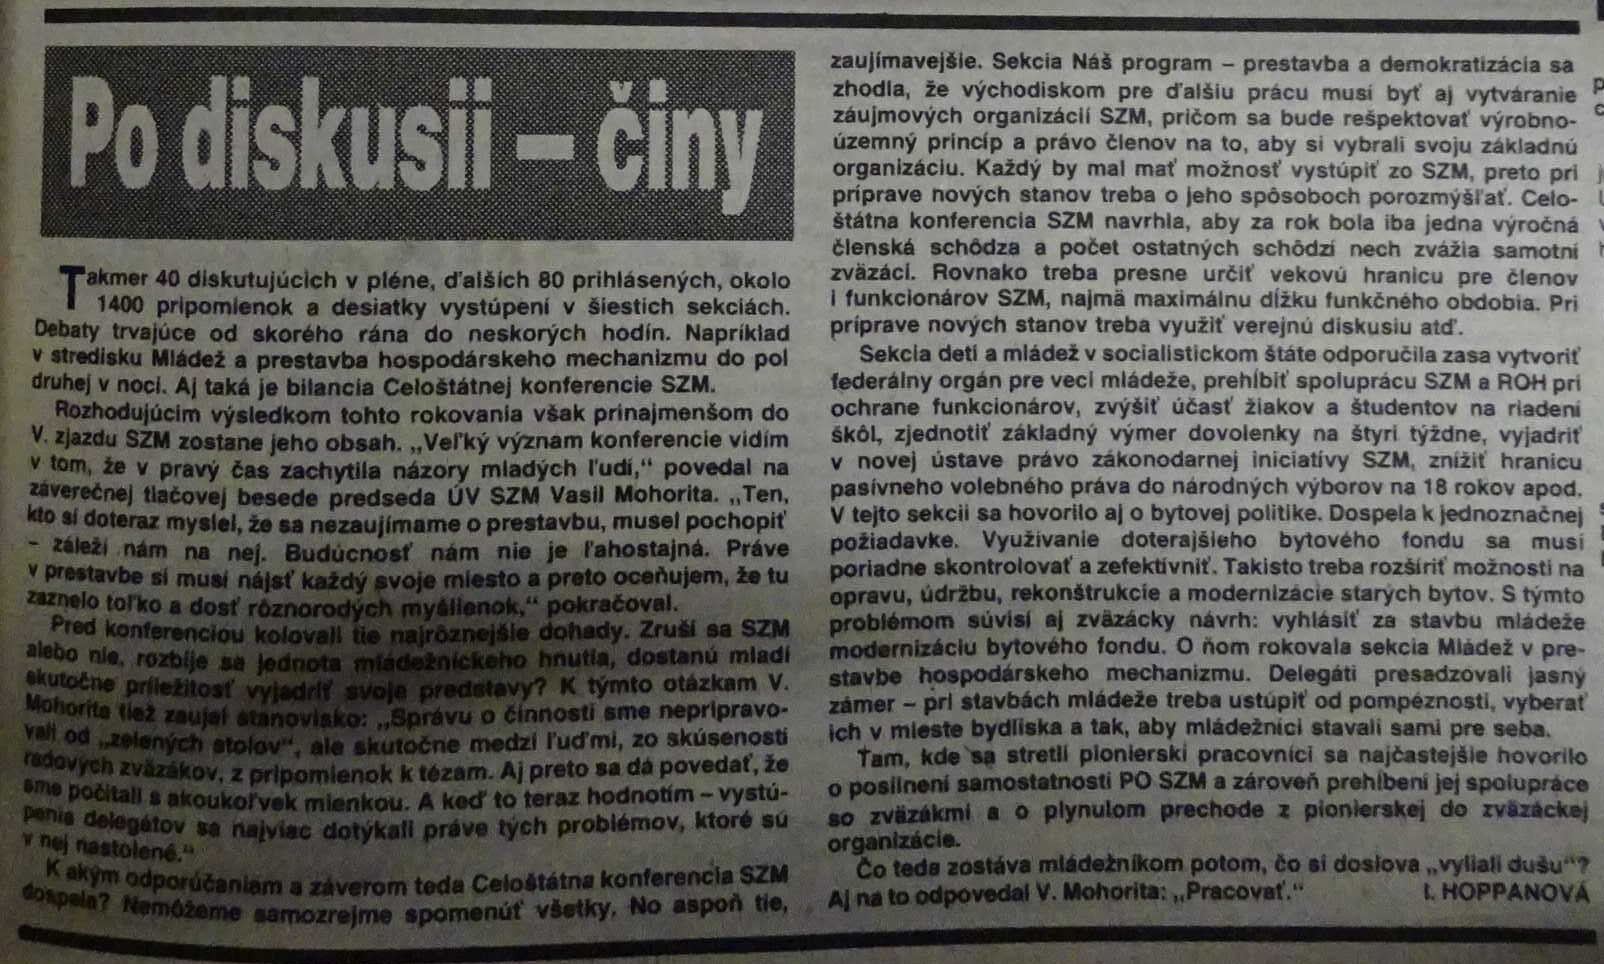 Po diskusii – činy
Takmer 40 diskutujúcich v pléne, ďalších 80 prihlásených, okolo
1400 pripomienok a desiatky vystúpení v šiestich sekciách.
Debaty trvajúce od skorého rána do neskorých hodín. Napríklad
v stredisku Mládež a prestavba hospodárskeho mechanizmu do pol
druhej v noci. Aj taká je bilancia Celoštátnej konferencie SZM.
Rozhodujúcim výsledkom tohto rokovania však prinajmenšom do
V. zjazdu SZM zostane jeho obsah. „Veľký význam konferencie vidím
v tom, že v pravý čas zachytila názory mladých ľudí,“ povedal na
záverečnej tlačovej besede predseda ÚV SZM Vasil Mohorita. „Ten,
kto si doteraz myslel, že sa nezaujímame o prestavbu, musel pochopiť
– záleží nám na nej. Budúcnosť nám nie je ľahostajná. Práve
v prestavbe si musí nájsť každý svoje miesto a preto oceňujem, že tu
zaznelo toľko a dosť rôznorodých myšlienok,“ pokračoval.
Pred konferenciou kolovali tie najrôznejšie dohady. Zruší sa SZM
alebo nie, rozbije sa jednota mládežníckeho hnutia, dostanú mladí
skutočne príležitosť vyjadriť svoje predstavy? K týmto otázkam V.
Mohorita tiež zaujal stanovisko: „Správu o činnosti sme nepripravo-
vali od „zelených stolov“, ale skutočne medzi ľuďmi, zo skúseností
radových zväzákov, z pripomienok k tézam. Aj preto sa dá povedať, že
sme počítali s akoukoľvek mienkou. A keď to teraz hodnotím – vystú-
penia delegátov sa najviac dotýkali práve tých problémov, ktoré sú
v nej nastolené.“
K akým odporúčaniam a záverom teda Celoštátna konferencia SZM
dospela? Nemôžeme samozrejme spomenúť všetky. No aspoň tie,
zaujímavejšie. Sekcia Náš program – prestavba a demokratizácia sa
zhodla, že východiskom pre ďalšiu prácu musí byť aj vytváranie
záujmových organizácií SZM, pričom sa bude rešpektovať výrobno-
územný princíp a právo členov na to, aby si vybrali svoju základnú
organizáciu. Každý by mal mať možnosť vystúpiť zo SZM, preto pri
príprave nových stanov treba o jeho spôsoboch porozmýšľať. Celo-
štátna konferencia SZM navrhla, aby za rok bola iba jedna výročná
členská schôdza a počet ostatných schôdzí nech zvážia samotní
zväzáci. Rovnako treba presne určiť vekovú hranicu pre členov
i funkcionárov SZM, najmä maximálnu dĺžku funkčného obdobia. Pri
príprave nových stanov treba využiť verejnú diskusiu atď.
Sekcia deti a mládež v socialistickom štáte odporučila zasa vytvoriť
federálny orgán pre veci mládeže, prehĺbiť spoluprácu SZM a ROH pri
ochrane funkcionárov, zvýšiť účasť žiakov a študentov na riadení
škôl, zjednotiť základný výmer dovolenky na štyri týždne, vyjadriť
v novej ústave právo zákonodarnej iniciatívy SZM, znížiť hranicu
pasívneho volebného práva do národných výborov na 18 rokov apod.
V tejto sekcii sa hovorilo aj o bytovej politike. Dospela k jednoznačnej
požiadavke. Využívanie doterajšieho bytového fondu sa musí
poriadne skontrolovať a zefektívniť. Takisto treba rozšíriť možnosti na
opravu, údržbu, rekonštrukcie a modernizácie starých bytov. S týmto
problémom súvisí aj zväzácky návrh: vyhlásiť za stavbu mládeže
modernizáciu bytového fondu. O ňom rokovala sekcia Mládež v pre-
stavbe hospodárskeho mechanizmu. Delegáti presadzovali jasný
zámer – pri stavbách mládeže treba ustúpiť od pompéznosti, vyberať
ich v mieste bydliska a tak, aby mládežníci stavali sami pre seba.
Tam, kde sa stretli pionierski pracovníci sa najčastejšie hovorilo
o posilnení samostatnosti PO SZM a zároveň prehĺbení jej spolupráce
so zväzákmi a o plynulom prechode z pionierskej do zväzáckej
organizácie.
Čo teda zostáva mládežníkom potom, čo si doslova „vyliali dušu“?
Aj na to odpovedal V. Mohorita: „Pracovať.“ I. HOPPANOVÁ